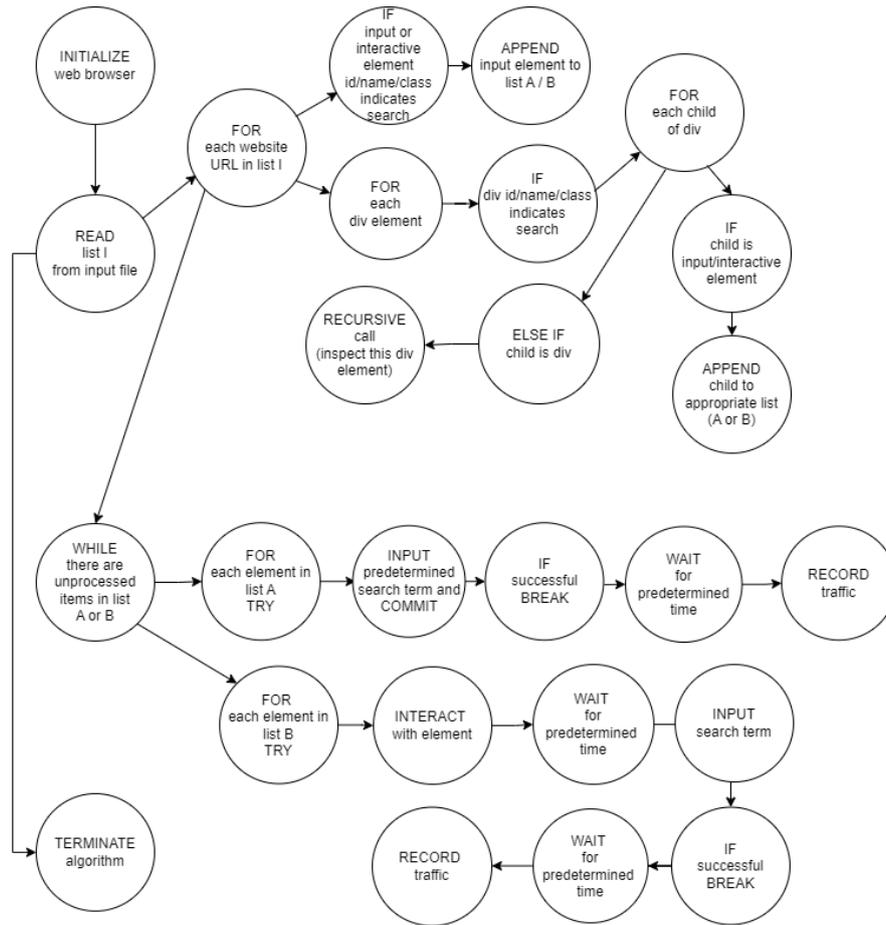 INITIALIZE
web browser
READ
list I
from input file
FOR
each website
URL in list I
IF
input or
interactive
element
id/name/class
indicates
search
APPEND
input element to
list A / B
FOR
each
div element
IF
div id/name/class
indicates
search
FOR
each child
of div
IF
child is
input/interactive
element
APPEND
child to
appropriate list
(A or B)
ELSE IF
child is div
RECURSIVE
call
(inspect this div
element)
WHILE
there are
unprocessed
items in list
A or B
FOR
each element in
list A
TRY
INPUT
predetermined
search term and
COMMIT
IF
successful
BREAK
WAIT
for
predetermined
time
RECORD
traffic
FOR
each element in
list B
TRY
INTERACT
with element
WAIT
for
predetermined
time
INPUT
search term
IF
successful
BREAK
WAIT
for
predetermined
time
RECORD
traffic
TERMINATE
algorithm